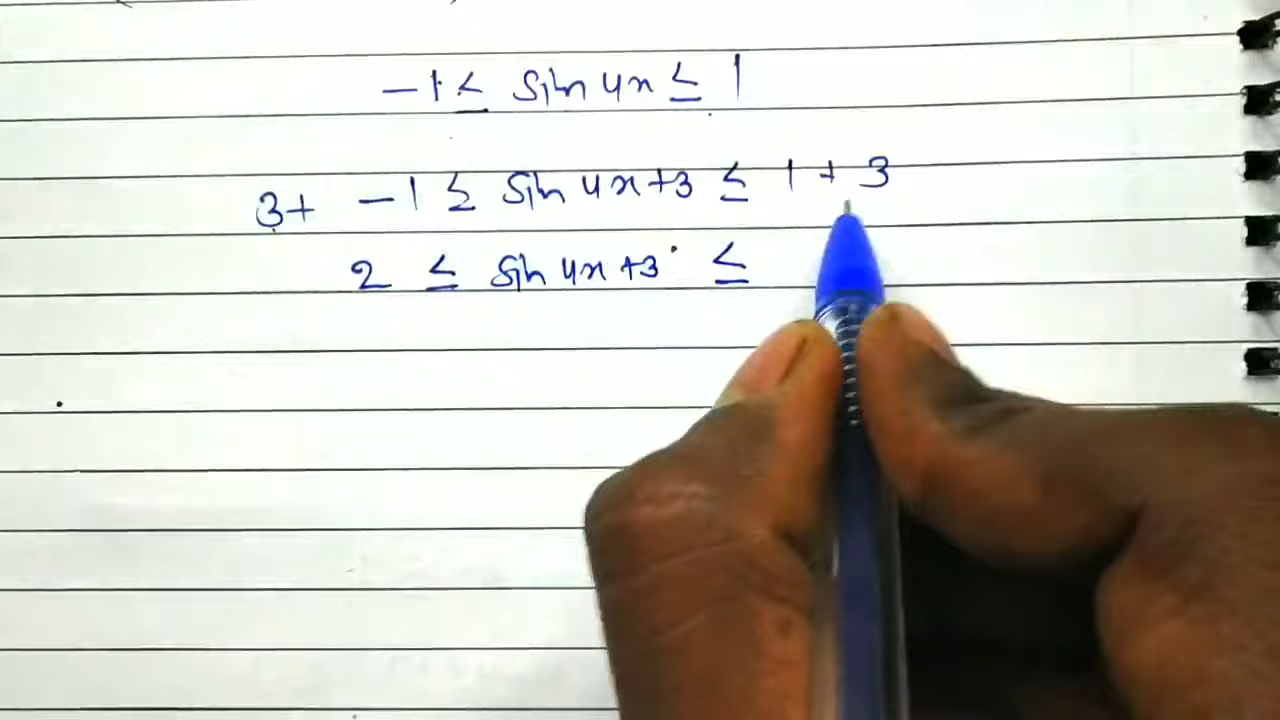 -1 ≤ sin 4x ≤ 1
3+ -1 ≤ sin 4x+3 ≤ 1+3
2 ≤ sin 4x+3 ≤